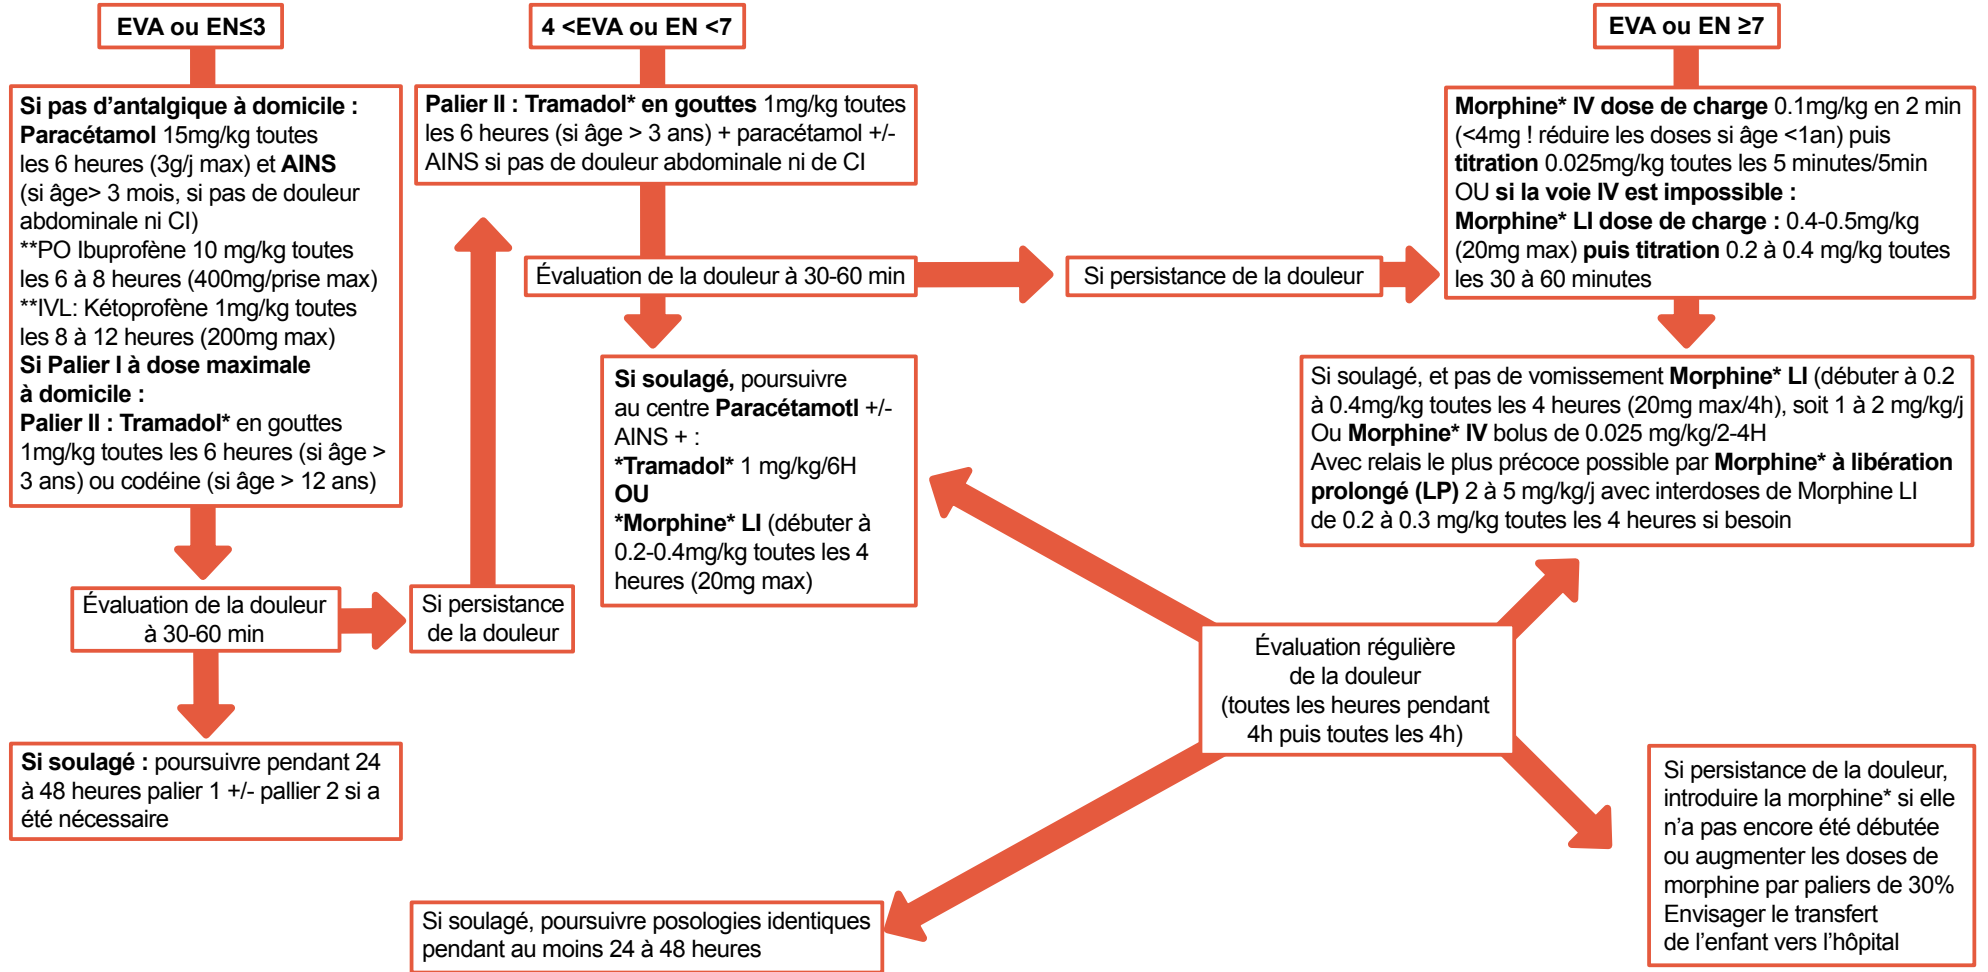 EVA ou EN≤3
Si pas d'antalgique à domicile :
Paracétamol 15mg/kg toutes
les 6 heures (3g/j max) et AINS
(si âge> 3 mois, si pas de douleur
abdominale ni CI)
**PO Ibuprofène 10 mg/kg toutes
les 6 à 8 heures (400mg/prise max)
**IVL: Kétoprofène 1mg/kg toutes
les 8 à 12 heures (200mg max)
Si Palier I à dose maximale
à domicile :
Palier II : Tramadol* en gouttes
1mg/kg toutes les 6 heures (si âge >
3 ans) ou codéine (si âge > 12 ans)
Évaluation de la douleur
à 30-60 min
Si persistance
de la douleur
Si soulagé : poursuivre pendant 24
à 48 heures palier 1 +/- pallier 2 si a
été nécessaire
4 <EVA ou EN <7
Palier II : Tramadol* en gouttes 1mg/kg toutes
les 6 heures (si âge > 3 ans) + paracétamol +/-
AINS si pas de douleur abdominale ni de CI
Évaluation de la douleur à 30-60 min
Si persistance de la douleur
Si soulagé, poursuivre
au centre Paracétamotl +/-
AINS + :
*Tramadol* 1 mg/kg/6H
OU
*Morphine* LI (débuter à
0.2-0.4mg/kg toutes les 4
heures (20mg max)
EVA ou EN ≥7
Morphine* IV dose de charge 0.1mg/kg en 2 min
(<4mg ! réduire les doses si âge <1an) puis
titration 0.025mg/kg toutes les 5 minutes/5min
OU si la voie IV est impossible :
Morphine* LI dose de charge : 0.4-0.5mg/kg
(20mg max) puis titration 0.2 à 0.4 mg/kg toutes
les 30 à 60 minutes
Si soulagé, et pas de vomissement Morphine* LI (débuter à 0.2
à 0.4mg/kg toutes les 4 heures (20mg max/4h), soit 1 à 2 mg/kg/j
Ou Morphine* IV bolus de 0.025 mg/kg/2-4H
Avec relais le plus précoce possible par Morphine* à libération
prolongé (LP) 2 à 5 mg/kg/j avec interdoses de Morphine LI
de 0.2 à 0.3 mg/kg toutes les 4 heures si besoin
Évaluation régulière
de la douleur
(toutes les heures pendant
4h puis toutes les 4h)
Si soulagé, poursuivre posologies identiques
pendant au moins 24 à 48 heures
Si persistance de la douleur,
introduire la morphine* si elle
n'a pas encore été débutée
ou augmenter les doses de
morphine par paliers de 30%
Envisager le transfert
de l'enfant vers l'hôpital